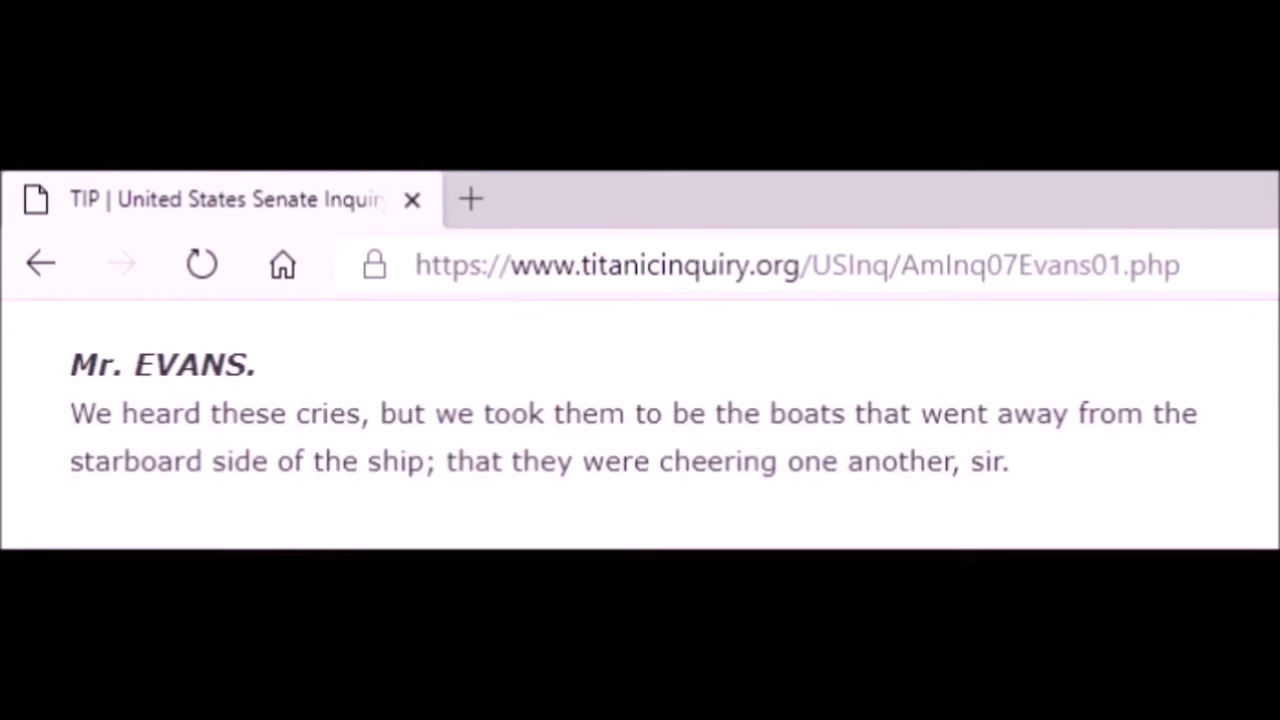 TIP | United States Senate Inquir
https://www.titanicinquiry.org/USInq/AmInq07Evans01.php
Mr. EVANS.
We heard these cries, but we took them to be the boats that went away from the
starboard side of the ship; that they were cheering one another, sir.